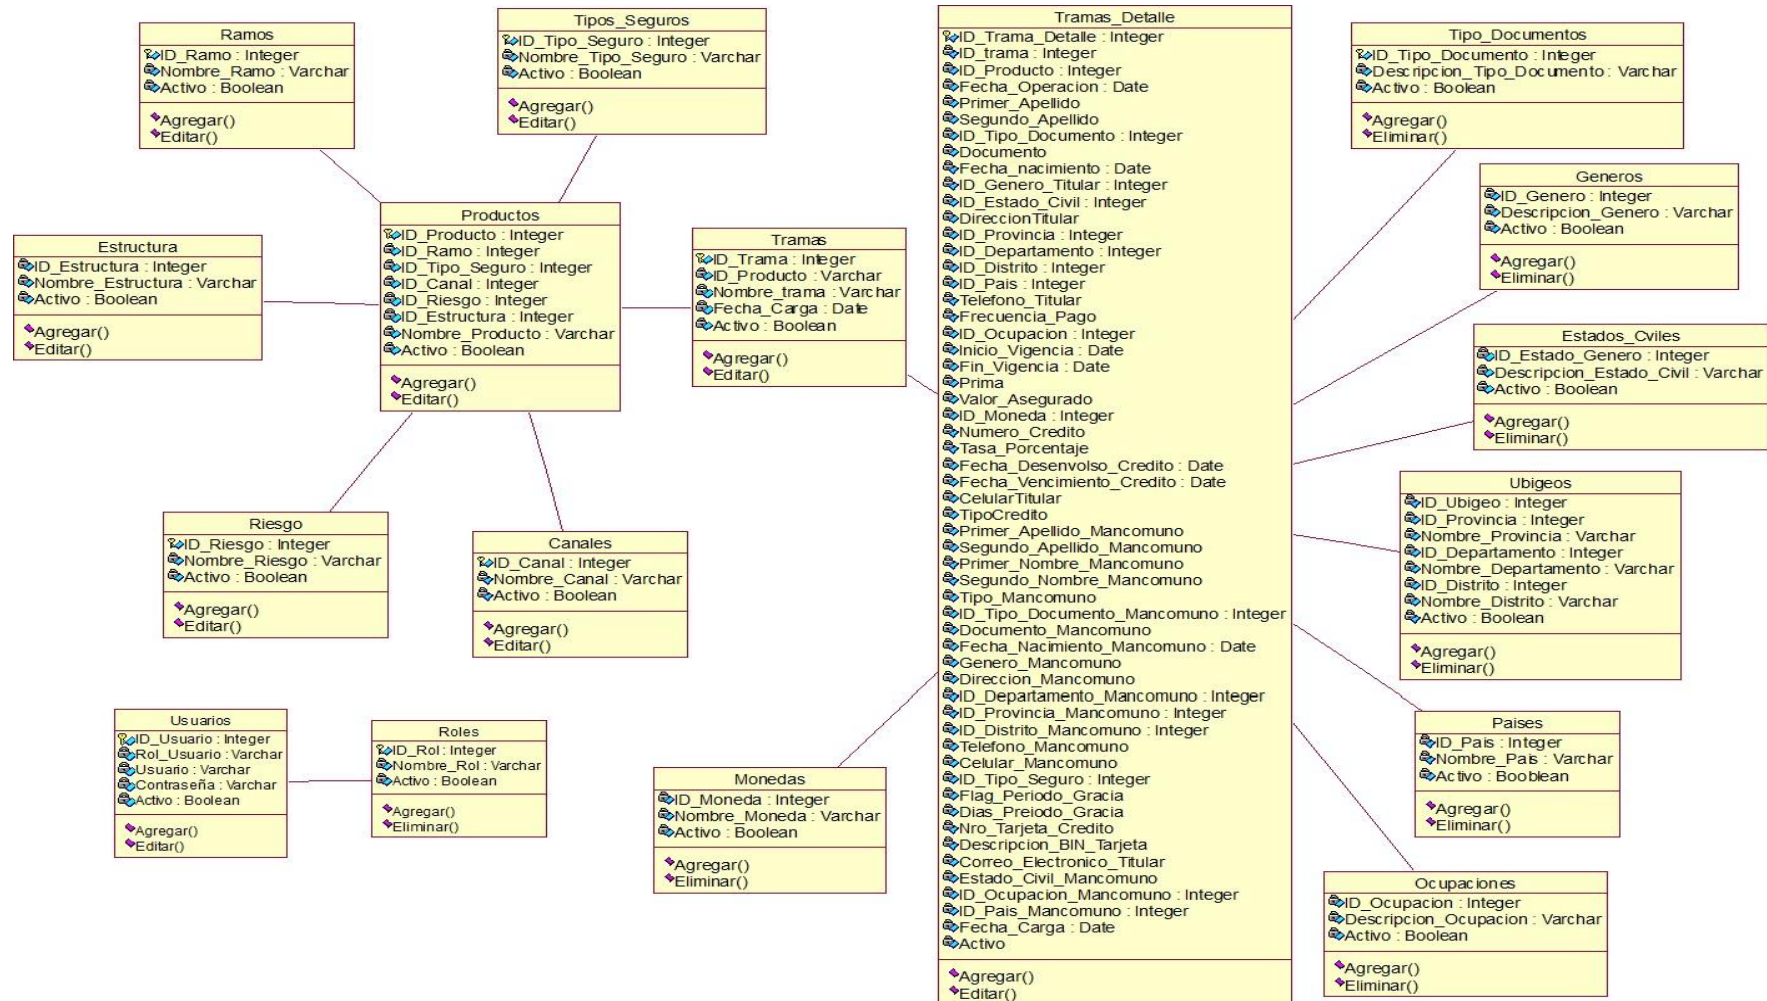 Ramos
ID_Ramo : Integer
Nombre_Ramo : Varchar
Activo : Boolean
Agregar()
Editar()
Tipos_Seguros
ID_Tipo_Seguro : Integer
Nombre_Tipo_Seguro : Varchar
Activo : Boolean
Agregar()
Editar()
Estructura
ID_Estructura : Integer
Nombre_Estructura : Varchar
Activo : Boolean
Agregar()
Editar()
Productos
ID_Producto : Integer
ID_Ramo : Integer
ID_Tipo_Seguro : Integer
ID_Canal : Integer
ID_Riesgo : Integer
ID_Estructura : Integer
Nombre_Producto : Varchar
Activo : Boolean
Agregar()
Editar()
Tramas
ID_Trama : Integer
ID_Producto : Varchar
Nombre_trama : Varchar
Fecha_Carga : Date
Activo : Boolean
Agregar()
Editar()
Riesgo
ID_Riesgo : Integer
Nombre_Riesgo : Varchar
Activo : Boolean
Agregar()
Editar()
Canales
ID_Canal : Integer
Nombre_Canal : Varchar
Activo : Boolean
Agregar()
Editar()
Usuarios
ID_Usuario : Integer
Rol_Usuario : Varchar
Usuario : Varchar
Contraseña : Varchar
Activo : Boolean
Agregar()
Editar()
Roles
ID_Rol : Integer
Nombre_Rol : Varchar
Activo : Boolean
Agregar()
Eliminar()
Monedas
ID_Moneda : Integer
Nombre_Moneda : Varchar
Activo : Boolean
Agregar()
Eliminar()
Tramas_Detalle
ID_Trama_Detalle : Integer
ID_trama : Integer
ID_Producto : Integer
Fecha_Operacion : Date
Primer_Apellido
Segundo_Apellido
ID_Tipo_Documento : Integer
Documento
Fecha_nacimiento : Date
ID_Genero_Titular : Integer
ID_Estado_Civil : Integer
DireccionTitular
ID_Provincia : Integer
ID_Departamento : Integer
ID_Distrito : Integer
ID_Pais : Integer
Telefono_Titular
Frecuencia_Pago
ID_Ocupacion : Integer
Inicio_Vigencia : Date
Fin_Vigencia : Date
Prima
Valor_Asegurado
ID_Moneda : Integer
Numero_Credito
Tasa_Porcentaje
Fecha_Desenvolso_Credito : Date
Fecha_Vencimiento_Credito : Date
CelularTitular
TipoCredito
Primer_Apellido_Mancomuno
Segundo_Apellido_Mancomuno
Primer_Nombre_Mancomuno
Segundo_Nombre_Mancomuno
Tipo_Mancomuno
ID_Tipo_Documento_Mancomuno : Integer
Documento_Mancomuno
Fecha_Nacimiento_Mancomuno : Date
Genero_Mancomuno
Direccion_Mancomuno
ID_Departamento_Mancomuno : Integer
ID_Provincia_Mancomuno : Integer
ID_Distrito_Mancomuno : Integer
Telefono_Mancomuno
Celular_Mancomuno
ID_Tipo_Seguro : Integer
Flag_Periodo_Gracia
Dias_Preiodo_Gracia
Nro_Tarjeta_Credito
Descripcion_BIN_Tarjeta
Correo_Electronico_Titular
Estado_Civil_Mancomuno
ID_Ocupacion_Mancomuno : Integer
ID_Pais_Mancomuno : Integer
Fecha_Carga : Date
Activo
Agregar()
Editar()
Tipo_Documentos
ID_Tipo_Documento : Integer
Descripcion_Tipo_Documento : Varchar
Activo : Boolean
Agregar()
Eliminar()
Generos
ID_Genero : Integer
Descripcion_Genero : Varchar
Activo : Boolean
Agregar()
Eliminar()
Estados_Cviles
ID_Estado_Genero : Integer
Descripcion_Estado_Civil : Varchar
Activo : Boolean
Agregar()
Eliminar()
Ubigeos
ID_Ubigeo : Integer
ID_Provincia : Integer
Nombre_Provincia : Varchar
ID_Departamento : Integer
Nombre_Departamento : Varchar
ID_Distrito : Integer
Nombre_Distrito : Varchar
Activo : Boolean
Agregar()
Eliminar()
Paises
ID_Pais : Integer
Nombre_Pais : Varchar
Activo : Booblean
Agregar()
Eliminar()
Ocupaciones
ID_Ocupacion : Integer
Descripcion_Ocupacion : Varchar
Activo : Boolean
Agregar()
Eliminar()